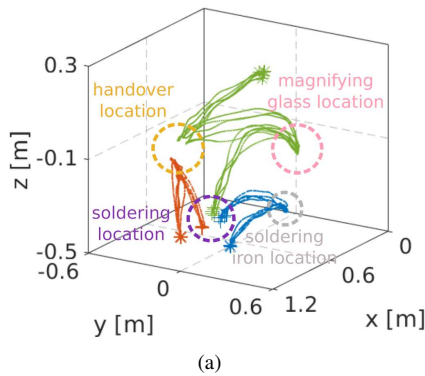 0.3
handover
location
magnifying
glass location
z [m]
-0.1
soldering
location
soldering
iron location
-0.5
-0.6
0
0.6
1.2
0.6
0
y [m]
x [m]
(a)